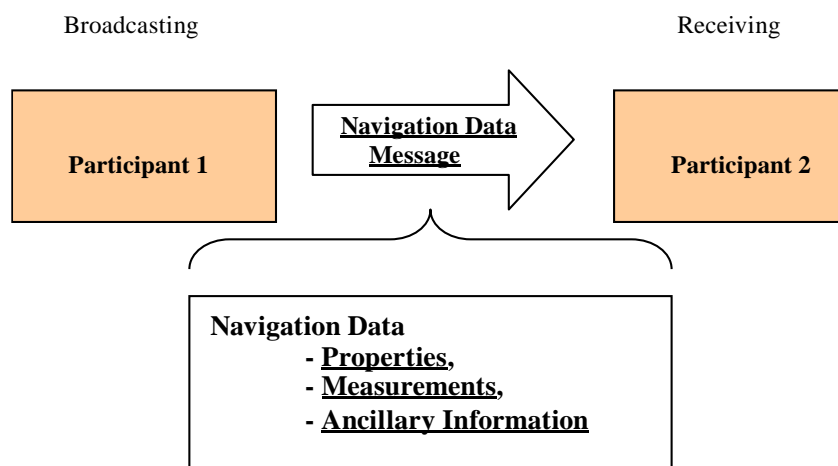 Broadcasting
Receiving
Participant 1
Navigation Data
Message
Participant 2
Navigation Data
- Properties,
- Measurements,
- Ancillary Information